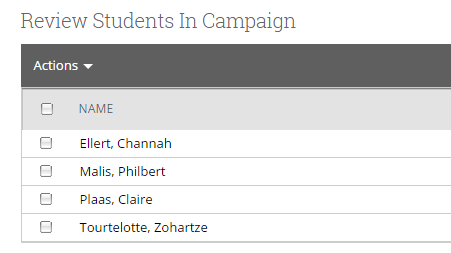 Review Students In Campaign
Actions
NAME
Ellert, Channah
Malis, Philbert
Plaas, Claire
Tourtelotte, Zohartze